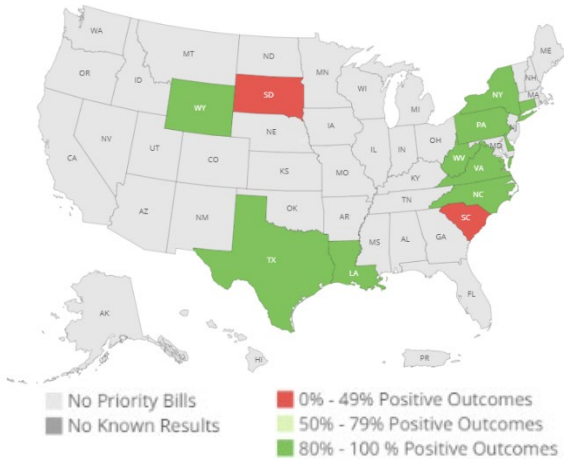 WA
MT
ND
MN
ME
OR
ID
SD
WI
NY
NH
MA
WY
MI
IA
PA
NE
NV
UT
IL
IN
OH
MD
CO
WV
VA
CA
KS
MO
KY
NC
TN
AZ
NM
OK
AR
SC
MS
AL
GA
TX
LA
FL
AK
HI
PR
No Priority Bills
No Known Results
0% - 49% Positive Outcomes
50% - 79% Positive Outcomes
80% - 100 % Positive Outcomes